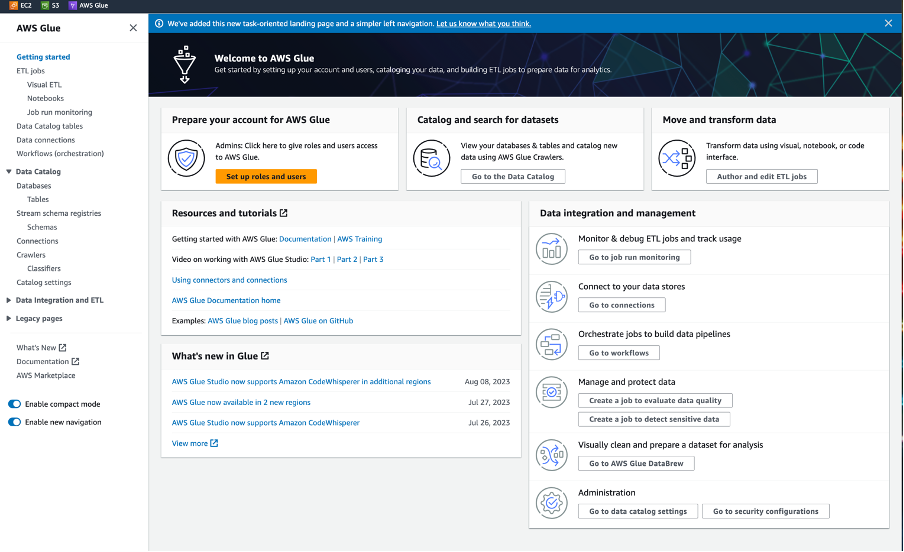 EC2 S3 AWS Glue
AWS Glue
We've added this new task-oriented landing page and a simpler left navigation. Let us know what you think.
Getting started
ETL jobs
Visual ETL
Notebooks
Job run monitoring
Data Catalog tables
Data connections
Workflows (orchestration)
Data Catalog
Databases
Tables
Stream schema registries
Schemas
Connections
Crawlers
Classifiers
Catalog settings
Data Integration and ETL
Legacy pages
What's New
Documentation
AWS Marketplace
Enable compact mode
Enable new navigation
Welcome to AWS Glue
Get started by setting up your account and users, cataloging your data, and building ETL jobs to prepare data for analytics.
Prepare your account for AWS Glue
Admins: Click here to give roles and users access
to AWS Glue.
Set up roles and users
Catalog and search for datasets
View your databases & tables and catalog new
data using AWS Glue Crawlers.
Go to the Data Catalog
Move and transform data
Transform data using visual, notebook, or code
interface.
Author and edit ETL jobs
Resources and tutorials
Getting started with AWS Glue: Documentation | AWS Training
Video on working with AWS Glue Studio: Part 1 | Part 2 | Part 3
Using connectors and connections
AWS Glue Documentation home
Examples: AWS Glue blog posts | AWS Glue on GitHub
What's new in Glue
AWS Glue Studio now supports Amazon CodeWhisperer in additional regions Aug 08, 2023
AWS Glue now available in 2 new regions Jul 27, 2023
AWS Glue Studio now supports Amazon CodeWhisperer Jul 26, 2023
View more
Data integration and management
Monitor & debug ETL jobs and track usage
Go to job run monitoring
Connect to your data stores
Go to connections
Orchestrate jobs to build data pipelines
Go to workflows
Manage and protect data
Create a job to evaluate data quality
Create a job to detect sensitive data
Visually clean and prepare a dataset for analysis
Go to AWS Glue DataBrew
Administration
Go to data catalog settings Go to security configurations